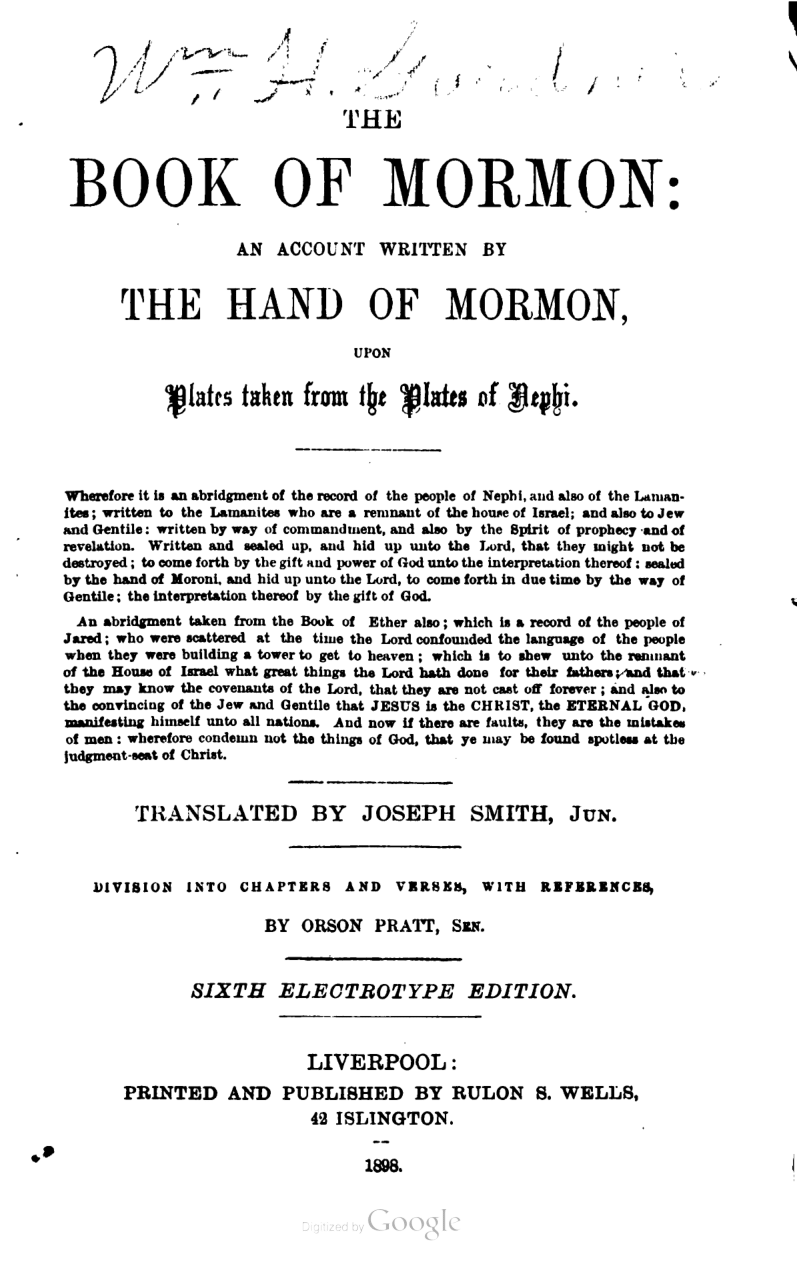 Wm H. Gardner
THE
BOOK OF MORMON:
AN ACCOUNT WRITTEN BY
THE HAND OF MORMON,
UPON
Plates taken from the Plates of Nephi.
Wherefore it is an abridgment of the record of the people of Nephi, and also of the Laman-
ites; written to the Lamanites who are a remnant of the house of Israel; and also to Jew
and Gentile: written by way of commandment, and also by the Spirit of prophecy and of
revelation. Written and sealed up, and hid up unto the Lord, that they might not be
destroyed; to come forth by the gift and power of God unto the interpretation thereof: sealed
by the hand of Moroni, and hid up unto the Lord, to come forth in due time by the way of
Gentile; the interpretation thereof by the gift of God.
An abridgment taken from the Book of Ether also; which is a record of the people of
Jared; who were scattered at the time the Lord confounded the language of the people
when they were building a tower to get to heaven; which is to shew unto the remnant
of the House of Israel what great things the Lord hath done for their fathers; and that
they may know the covenants of the Lord, that they are not cast off forever; and also to
the convincing of the Jew and Gentile that JESUS is the CHRIST, the ETERNAL GOD,
manifesting himself unto all nations. And now if there are faults, they are the mistakes
of men: wherefore condemn not the things of God, that ye may be found spotless at the
judgment-seat of Christ.
TRANSLATED BY JOSEPH SMITH, JUN.
DIVISION INTO CHAPTERS AND VERSES, WITH REFERENCES,
BY ORSON PRATT, SEN.
SIXTH ELECTROTYPE EDITION.
LIVERPOOL:
PRINTED AND PUBLISHED BY RULON S. WELLS,
42 ISLINGTON.
1898.
Digitized by Google